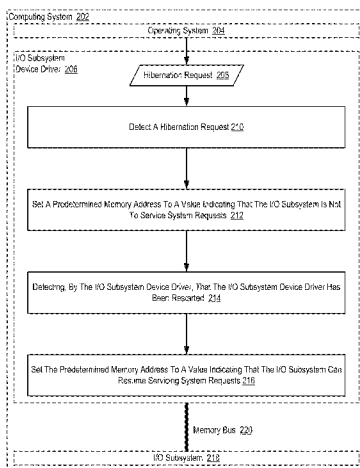 Computing System 202
Operating System 204
I/O Subsystem
Device Driver 206
Hibernation Request
Detect A Hibernation Request 210
Set A Predetermined Memory Address To A Value Indicating That The I/O Subsystem Is Not
To Service System Requests 212
Detecting, By The I/O Subsystem Device Driver, That The I/O Subsystem Device Driver Has
Been Restarted 214
Set The Predetermined Memory Address To A Value Indicating That The I/O Subsystem Can
Resume Servicing System Requests 216
Memory Bus 220
I/O Subsystem 218